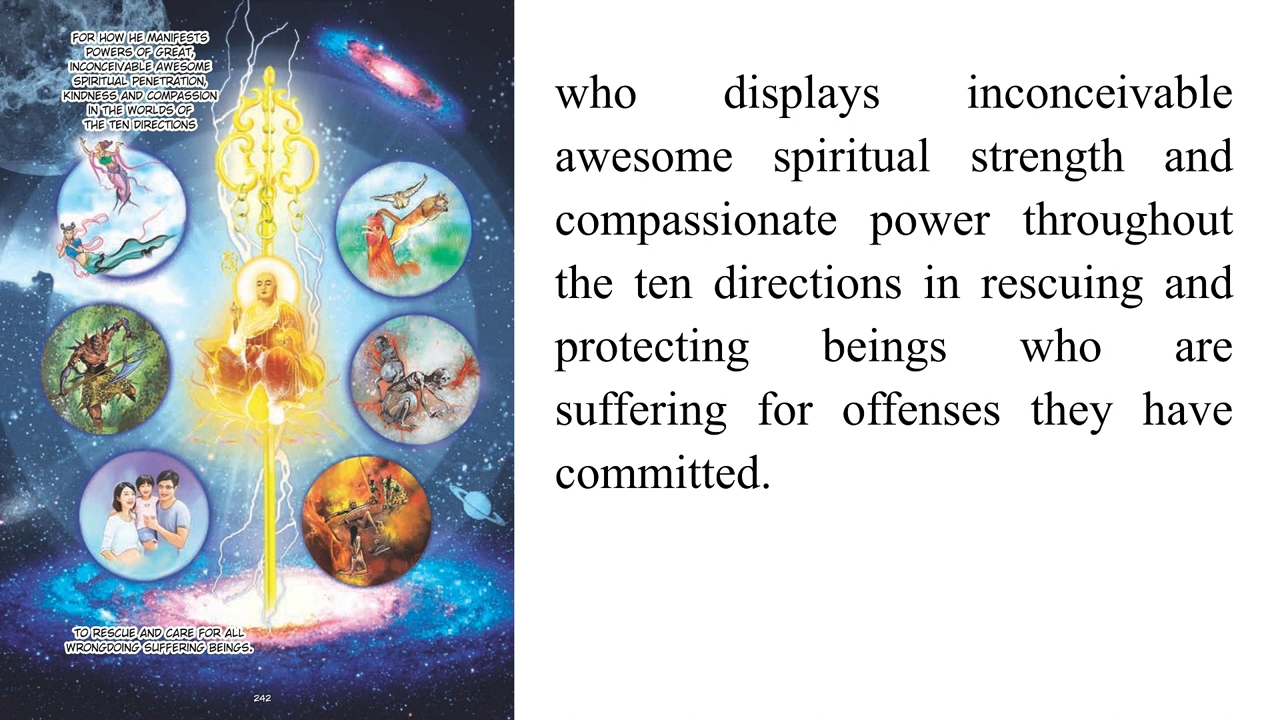 FOR HOW HE MANIFESTS
POWERS OF GREAT,
INCONCEIVABLE AWESOME
SPIRITUAL PENETRATION,
KINDNESS AND COMPASSION
IN THE WORLDS OF
THE TEN DIRECTIONS
TO RESCUE AND CARE FOR ALL
WRONGDOING SUFFERING BEINGS.
242
who displays inconceivable
awesome spiritual strength and
compassionate power throughout
the ten directions in rescuing and
protecting beings who are
suffering for offenses they have
committed.